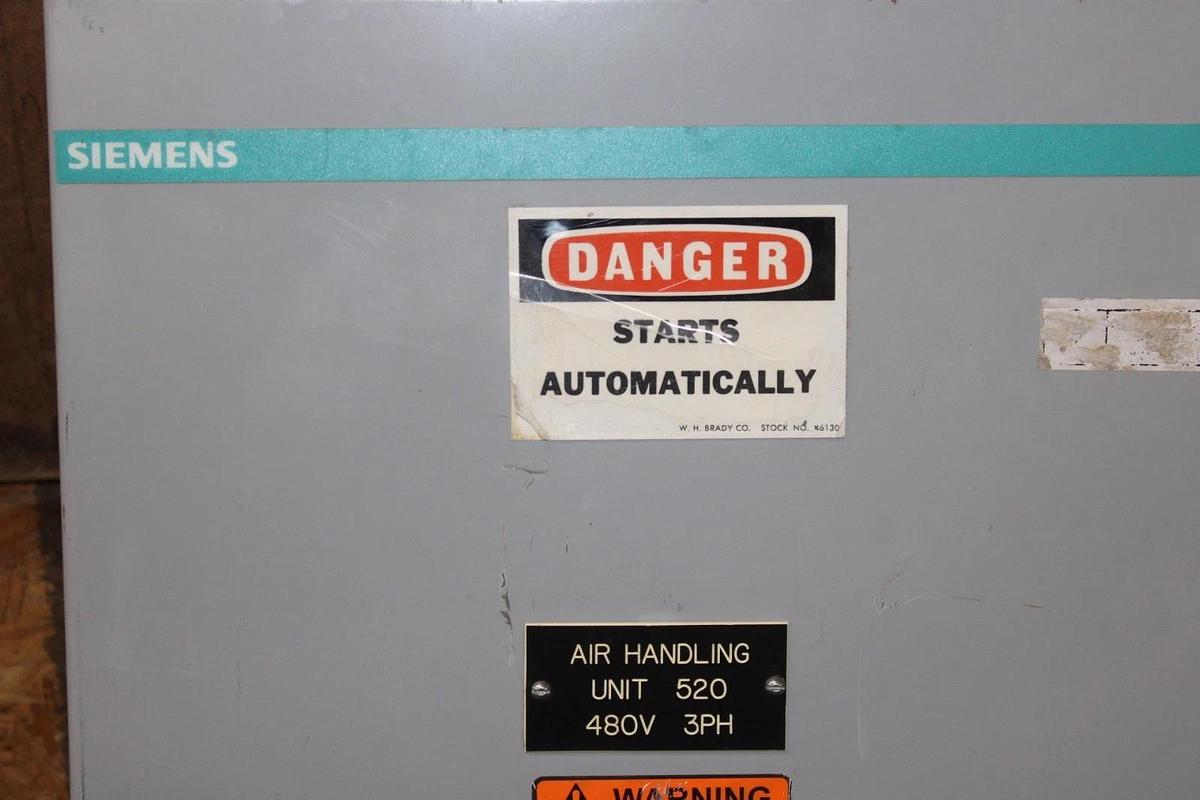 SIEMENS
DANGER
STARTS
AUTOMATICALLY
W. H. BRADY CO. STOCK NO. 46130
AIR HANDLING
UNIT 520
480V 3PH
WARNING